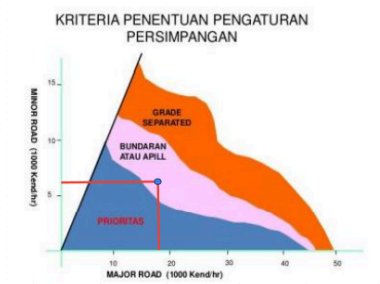 KRITERIA PENENTUAN PENGATURAN
PERSIMPANGAN
15
10
5
MINOR ROAD (1000 Kend/hr)
GRADE
SEPARATED
BUNDARAN
ATAU APILL
PRIORITAS
10 20 30 40 50
MAJOR ROAD (1000 Kend/hr)